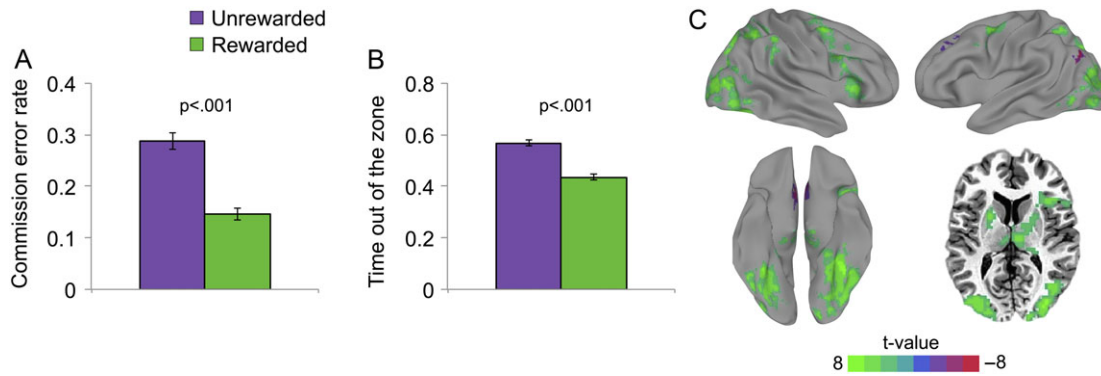 Unrewarded
Rewarded
A
Commission error rate
p<.001
0.4
0.3
0.2
0.1
0
B
Time out of the zone
p<.001
0.8
0.6
0.4
0.2
0
C
t-value
8
–8